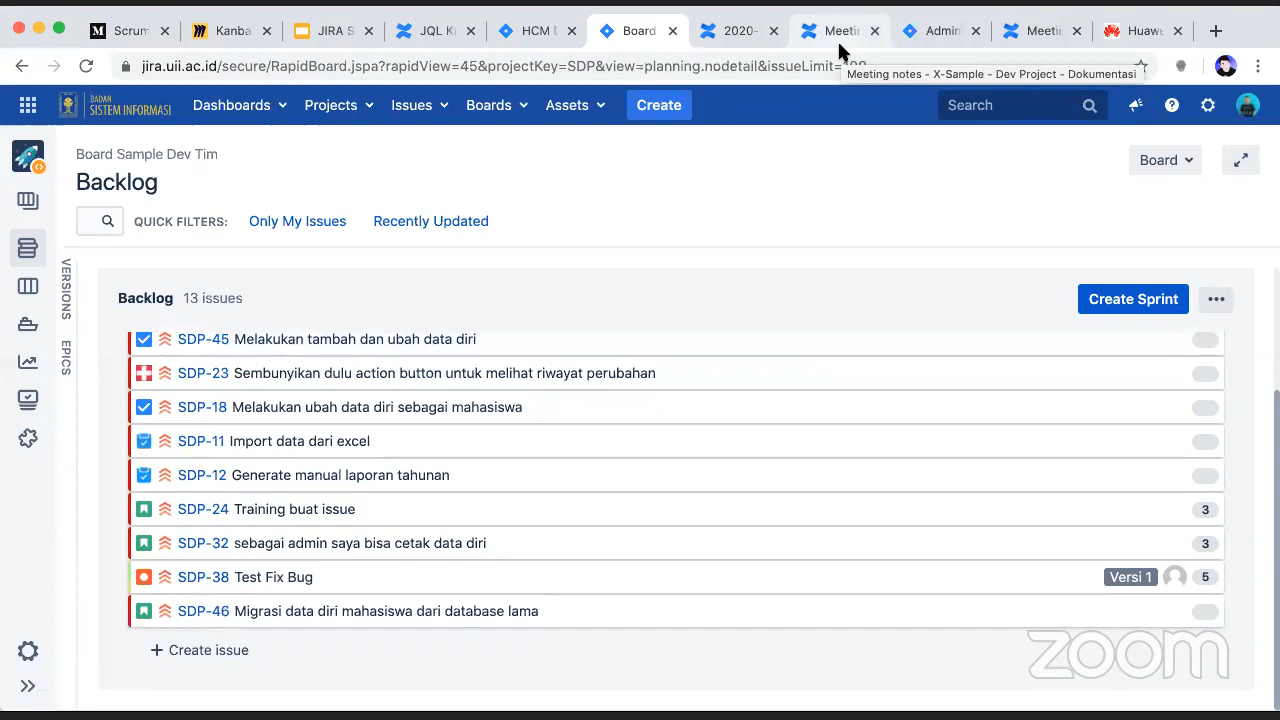 Scrum
Kanba
JIRA S
JQL K
HCM D
Board
2020-
Meetin
Admin
Meetin
Huawe
jira.uii.ac.id/secure/RapidBoard.jspa?rapidView=45&projectKey=SDP&view=planning.nodetail&issueLimit=100
Meeting notes - X-Sample - Dev Project - Dokumentasi
BADAN
SISTEM INFORMASI
Dashboards
Projects
Issues
Boards
Assets
Create
Search
Board Sample Dev Tim
Board
Backlog
QUICK FILTERS:
Only My Issues
Recently Updated
VERSIONS
EPICS
Backlog 13 issues
Create Sprint
SDP-45 Melakukan tambah dan ubah data diri
SDP-23 Sembunyikan dulu action button untuk melihat riwayat perubahan
SDP-18 Melakukan ubah data diri sebagai mahasiswa
SDP-11 Import data dari excel
SDP-12 Generate manual laporan tahunan
SDP-24 Training buat issue 3
SDP-32 sebagai admin saya bisa cetak data diri 3
SDP-38 Test Fix Bug Versi 1 5
SDP-46 Migrasi data diri mahasiswa dari database lama
+ Create issue
zoom